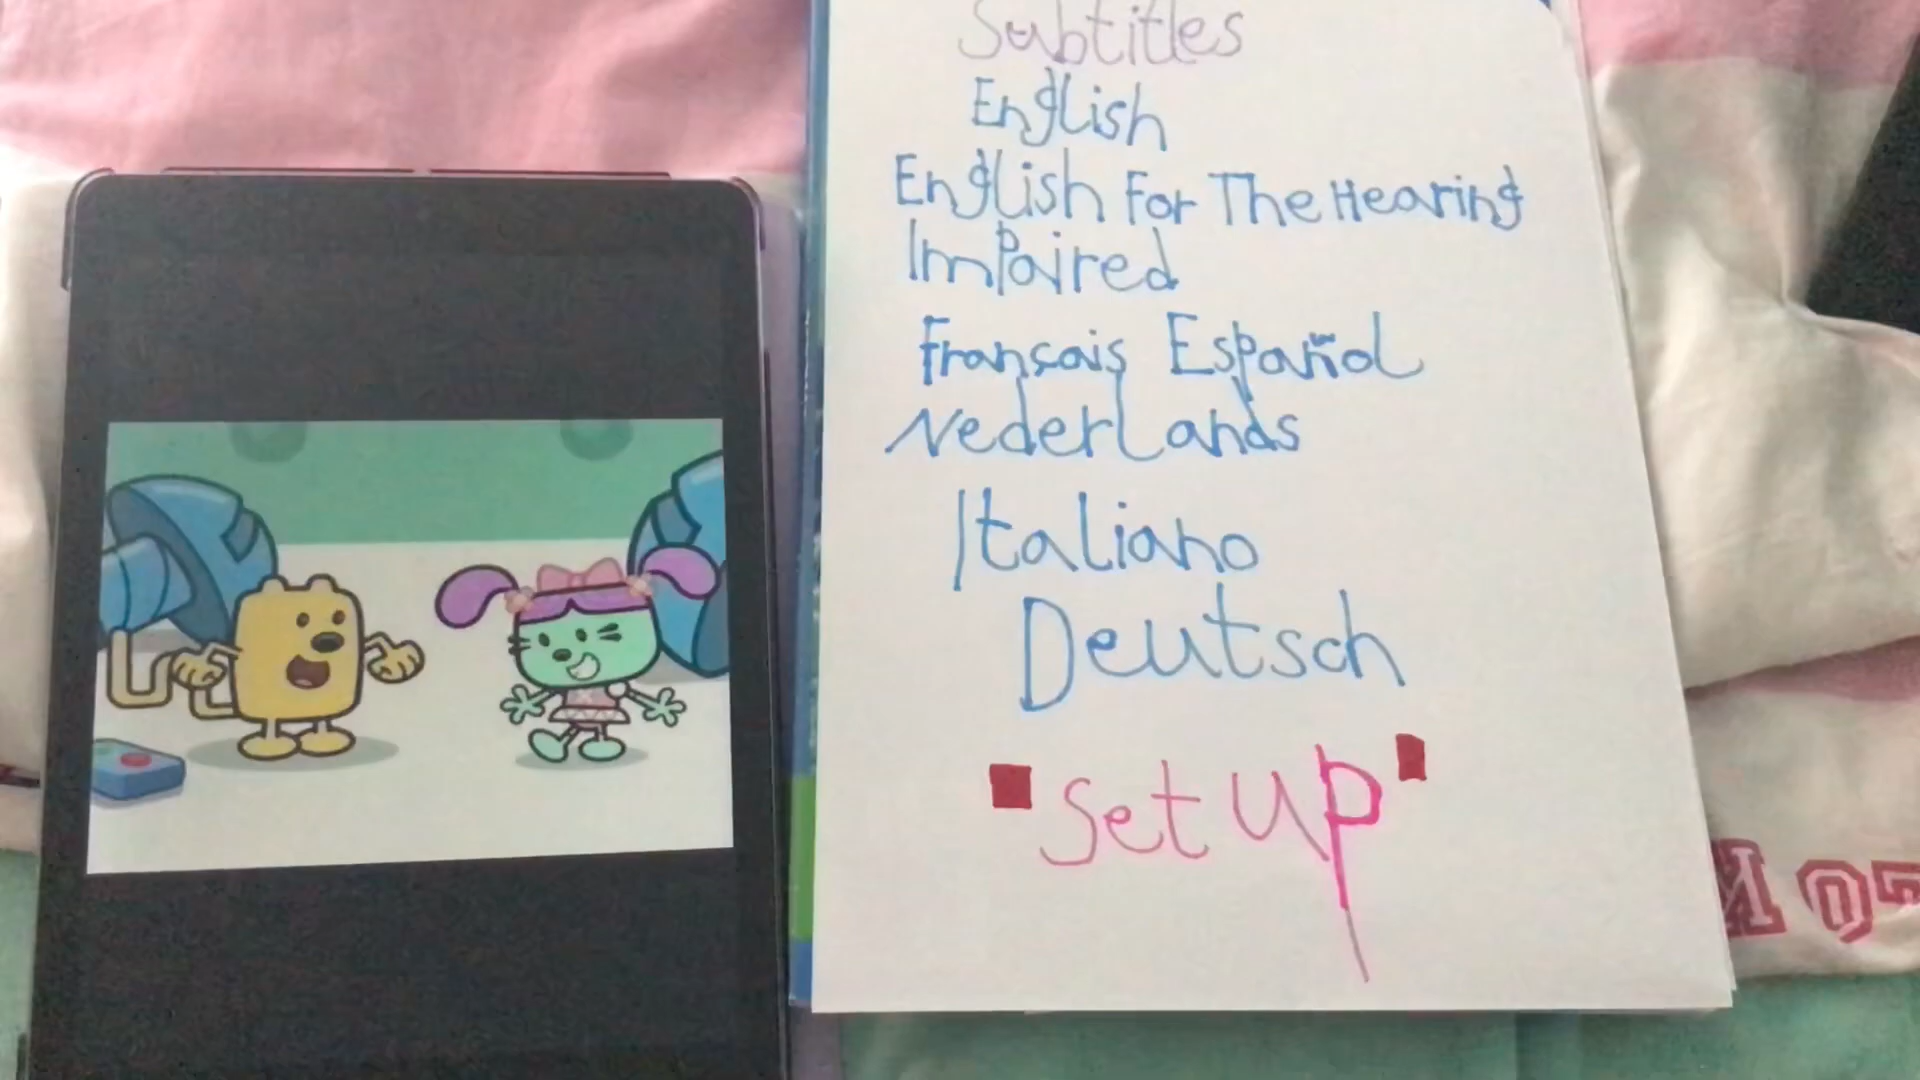 Subtitles
English
English For The Hearing
Impaired
Français Español
Nederlands
Italiano
Deutsch
Set UP